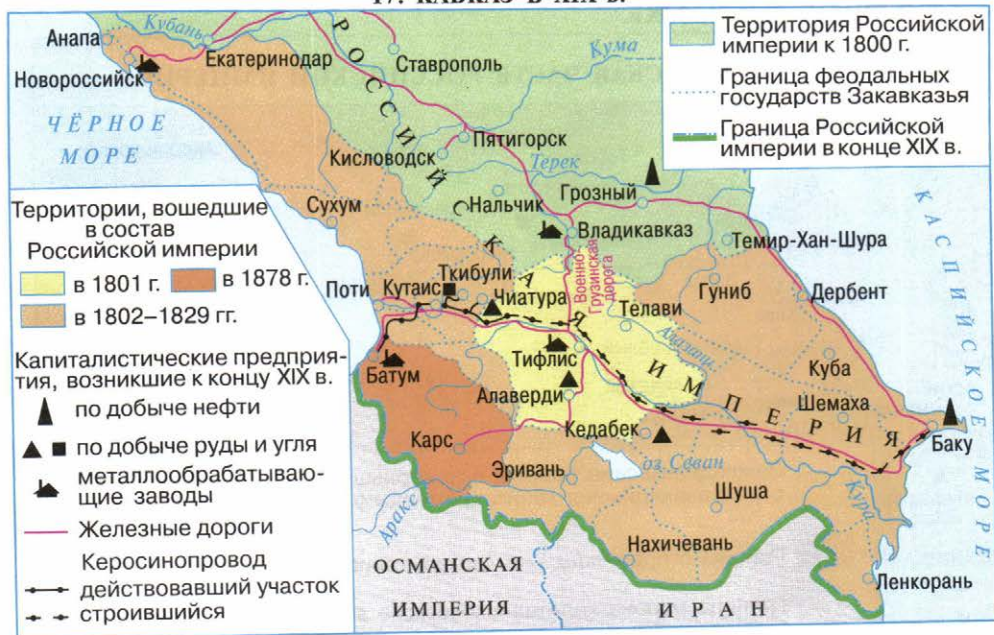 17. КАВКАЗ В XIX В.
Территория Российской
империи к 1800 г.
Граница феодальных
государств Закавказья
Граница Российской
империи в конце XIX в.
Территории, вошедшие
в состав
Российской империи
в 1801 г.
в 1878 г.
в 1802–1829 гг.
Капиталистические предприя-
тия, возникшие к концу XIX в.
по добыче нефти
по добыче руды и угля
металлообрабатываю-
щие заводы
Железные дороги
Керосинопровод
действовавший участок
строившийся
Анапа
Кубань
Екатеринодар
Новороссийск
Ставрополь
Кума
ЧЁРНОЕ
МОРЕ
РОССИЙСКАЯ ИМПЕРИЯ
Пятигорск
Кисловодск
Терек
Грозный
Нальчик
Владикавказ
Темир-Хан-Шура
Сухум
Военно-
Грузинская
дорога
Ткибули
Кутаис
Поти
Чиатура
Телави
Гуниб
Дербент
Алазани
Тифлис
Батум
Алаверди
Куба
Шемаха
Кедабек
Баку
Карс
Эривань
оз Севан
Шуша
Кура
Аракс
Нахичевань
Ленкорань
КАСПИЙСКОЕ МОРЕ
ОСМАНСКАЯ
ИМПЕРИЯ
ИРАН